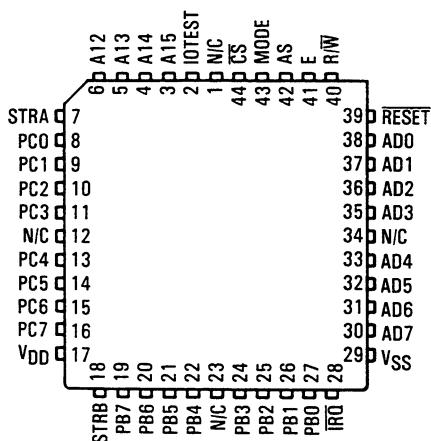 A12 A13 A14 A15 IOTEST N/C C̅S̅ MODE AS E R/W̅
6 5 4 3 2 1 44 43 42 41 40
STRA 7 39 R̅E̅S̅E̅T̅
PC0 8 38 AD0
PC1 9 37 AD1
PC2 10 36 AD2
PC3 11 35 AD3
N/C 12 34 N/C
PC4 13 33 AD4
PC5 14 32 AD5
PC6 15 31 AD6
PC7 16 30 AD7
VDD 17 29 VSS
18 19 20 21 22 23 24 25 26 27 28
STRB PB7 PB6 PB5 PB4 N/C PB3 PB2 PB1 PB0 I̅R̅Q̅